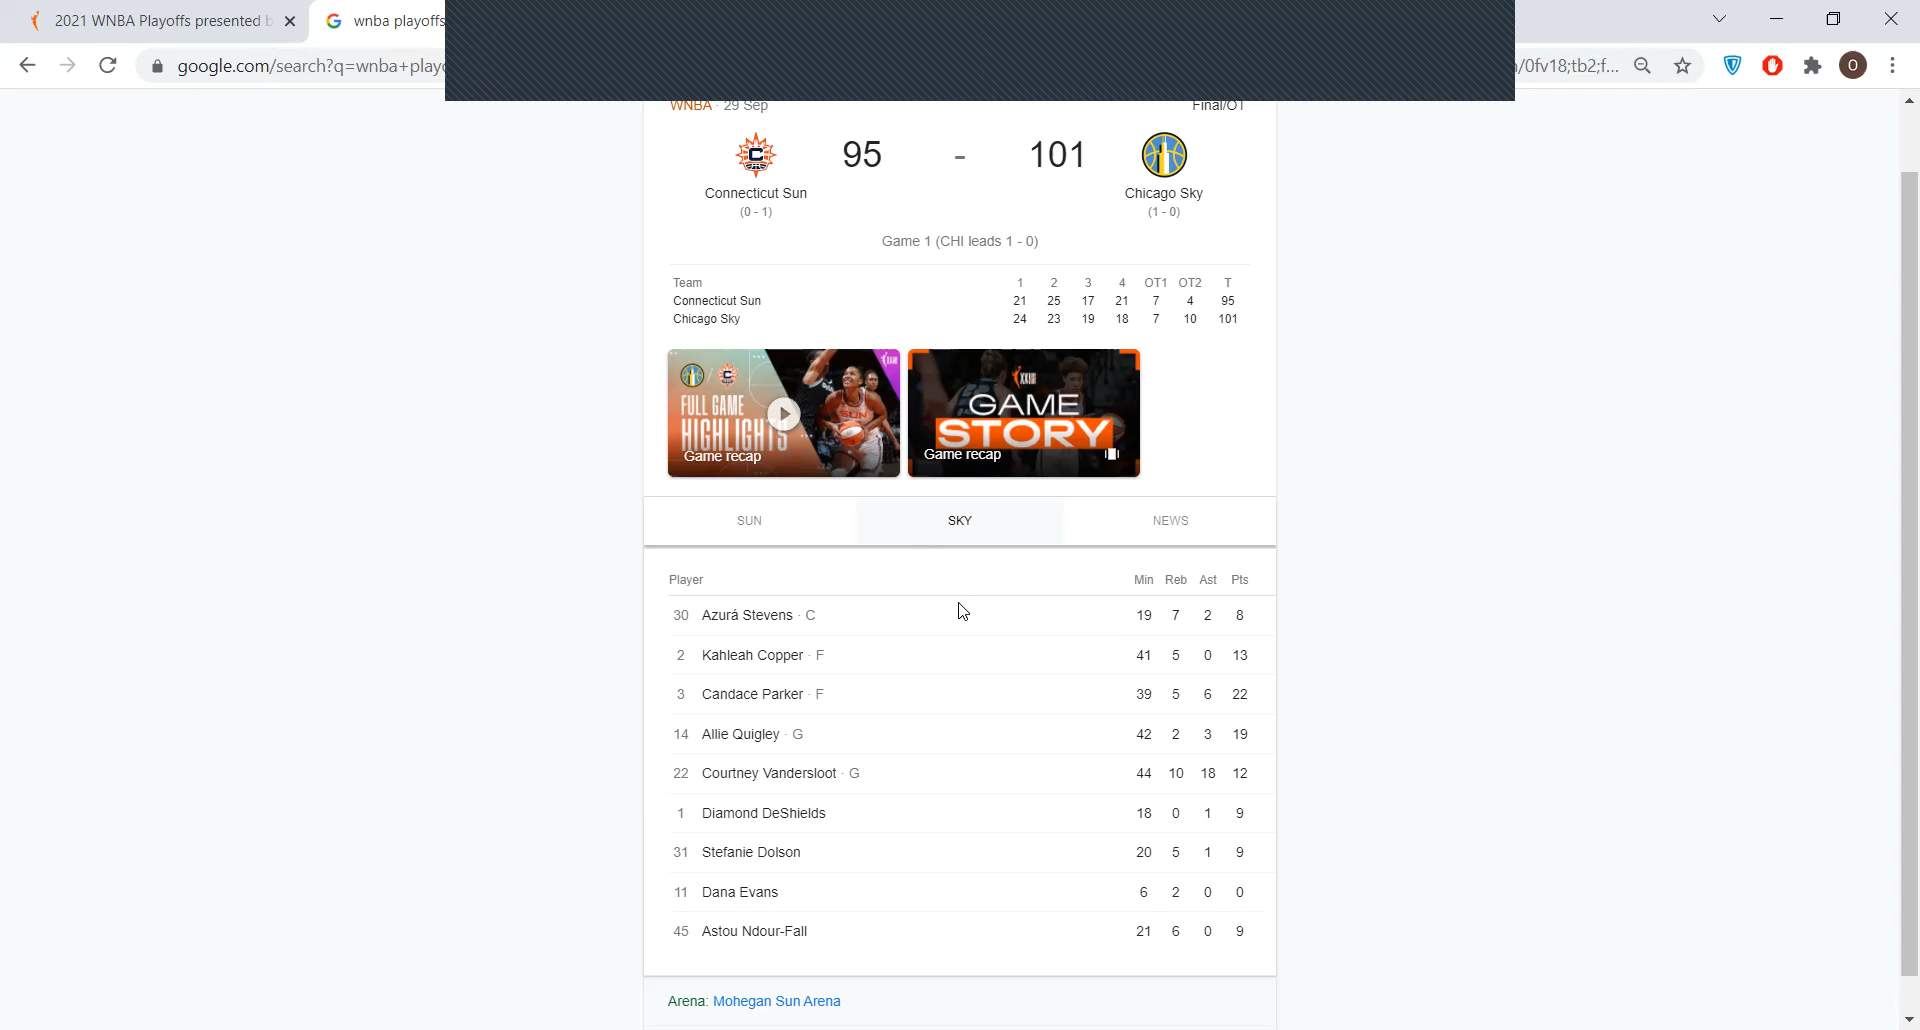 2021 WNBA Playoffs presented b
wnba playoffs
google.com/search?q=wnba+playo
/0fv18;tb2;f...
O
WNBA · 29 Sep
Final/OT
95 - 101
Connecticut Sun
Chicago Sky
(0 - 1)
(1 - 0)
Game 1 (CHI leads 1 - 0)
Team 1 2 3 4 OT1 OT2 T
Connecticut Sun 21 25 17 21 7 4 95
Chicago Sky 24 23 19 18 7 10 101
FULL GAME
HIGHLIGHTS
Game recap
SUN
GAME
STORY
Game recap
SUN
SKY
NEWS
Player Min Reb Ast Pts
30 Azurá Stevens · C 19 7 2 8
2 Kahleah Copper · F 41 5 0 13
3 Candace Parker · F 39 5 6 22
14 Allie Quigley · G 42 2 3 19
22 Courtney Vandersloot · G 44 10 18 12
1 Diamond DeShields 18 0 1 9
31 Stefanie Dolson 20 5 1 9
11 Dana Evans 6 2 0 0
45 Astou Ndour-Fall 21 6 0 9
Arena: Mohegan Sun Arena